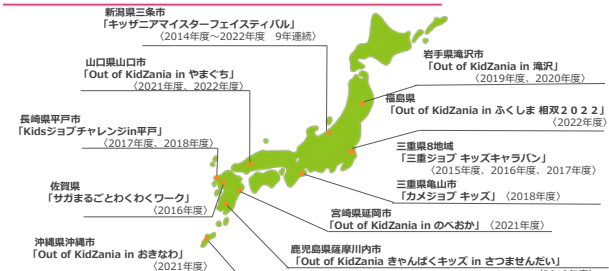 新潟県三条市
「キッザニアマイスターフェイスティバル」
〈2014年度～2022年度 9年連続〉
山口県山口市
「Out of KidZania in やまぐち」
〈2021年度、2022年度〉
長崎県平戸市
「Kidsジョブチャレンジin平戸」
〈2017年度、2018年度〉
佐賀県
「サガまるごとわくわくワーク」
〈2016年度〉
沖縄県沖縄市
「Out of KidZania in おきなわ」
〈2021年度〉
岩手県滝沢市
「Out of KidZania in 滝沢」
〈2019年度、2020年度〉
福島県
「Out of KidZania in ふくしま 相双２０２２」
〈2022年度〉
三重県8地域
「三重ジョブ キッズキャラバン」
〈2015年度、2016年度、2017年度〉
三重県亀山市
「カメジョブ キッズ」〈2018年度〉
宮崎県延岡市
「Out of KidZania in のべおか」〈2021年度〉
鹿児島県薩摩川内市
「Out of KidZania きゃんぱくキッズ in さつませんだい」